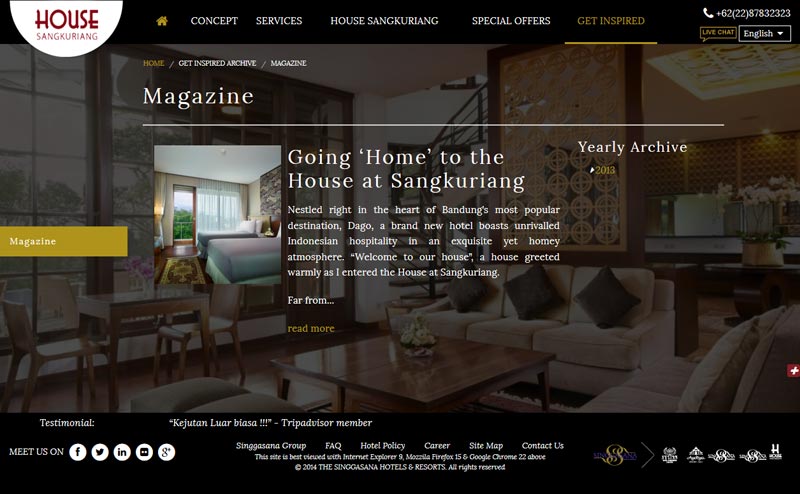 HOUSE
SANGKURIANG
CONCEPT SERVICES HOUSE SANGKURIANG SPECIAL OFFERS GET INSPIRED
+62(22)87832323
LIVE CHAT English
HOME / GET INSPIRED ARCHIVE / MAGAZINE
Magazine
Going ‘Home’ to the
House at Sangkuriang
Nestled right in the heart of Bandung's most popular
destination, Dago, a brand new hotel boasts unrivalled
Indonesian hospitality in an exquisite yet homey
atmosphere. “Welcome to our house”, a house greeted
warmly as I entered the House at Sangkuriang.
Far from...
read more
Yearly Archive
2013
Magazine
Testimonial: “Kejutan Luar biasa !!!” - Tripadvisor member
MEET US ON
Singgasana Group FAQ Hotel Policy Career Site Map Contact Us
This site is best viewed with Internet Explorer 9, Mozzila Firefox 15 & Google Chrome 22 above
© 2014 THE SINGGASANA HOTELS & RESORTS. All rights reserved
SINGGASANA